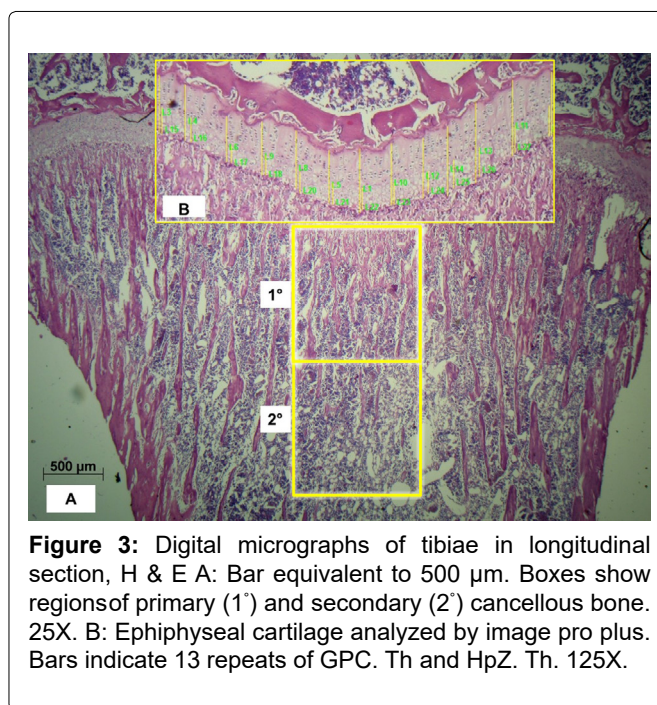 B
1°
2°
500 µm
A
Figure 3: Digital micrographs of tibiae in longitudinal
section, H & E A: Bar equivalent to 500 µm. Boxes show
regionsof primary (1°) and secondary (2°) cancellous bone.
25X. B: Ephiphyseal cartilage analyzed by image pro plus.
Bars indicate 13 repeats of GPC. Th and HpZ. Th. 125X.